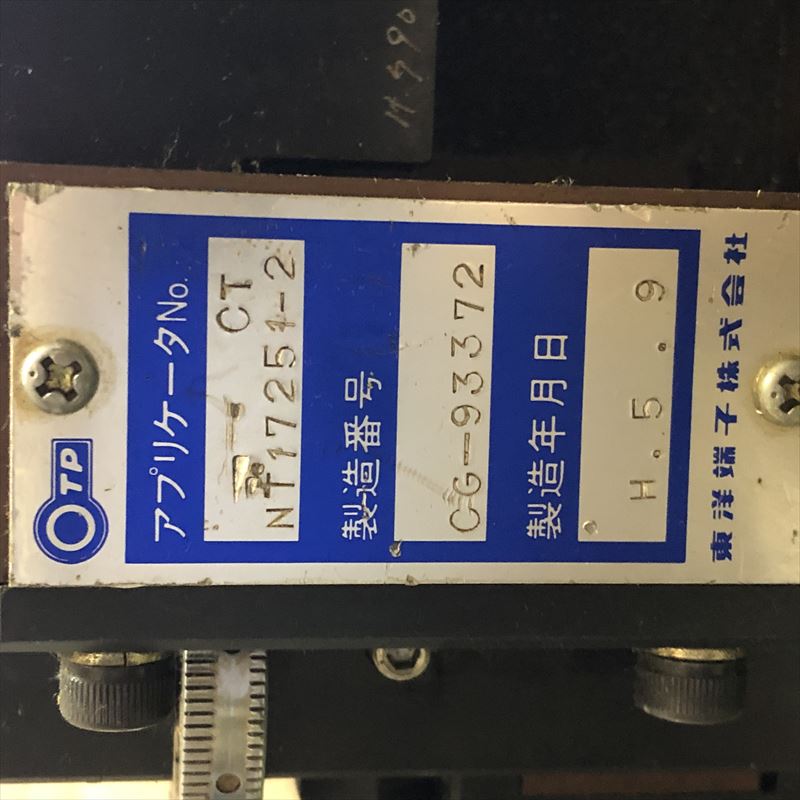 H590
TP
アプリケータNo.
CT
NT17251-2
製造番号
CG-93372
製造年月日
H.5.9
東洋端子株式会社